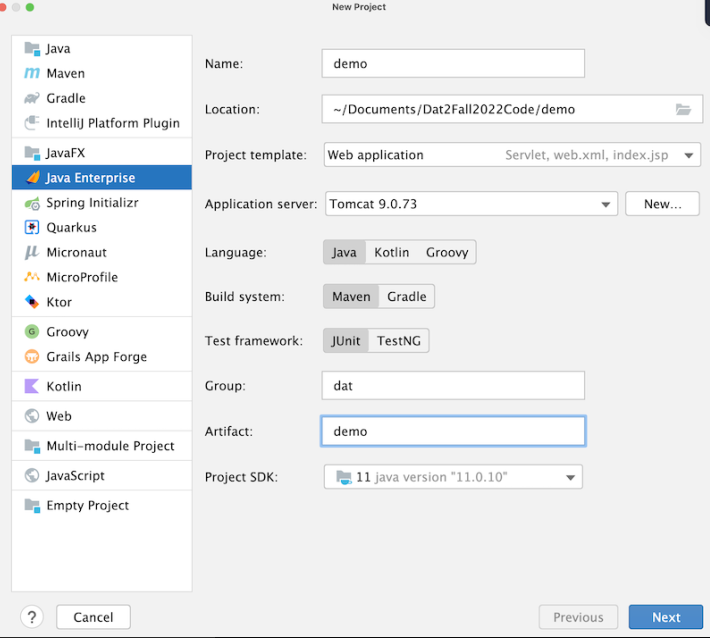 New Project
Java
Maven
Gradle
IntelliJ Platform Plugin
JavaFX
Java Enterprise
Spring Initializr
Quarkus
Micronaut
MicroProfile
Ktor
Groovy
Grails App Forge
Kotlin
Web
Multi-module Project
JavaScript
Empty Project
Name: demo
Location: ~/Documents/Dat2Fall2022Code/demo
Project template: Web application Servlet, web.xml, index.jsp
Application server: Tomcat 9.0.73 New...
Language: Java Kotlin Groovy
Build system: Maven Gradle
Test framework: JUnit TestNG
Group: dat
Artifact: demo
Project SDK: 11 java version "11.0.10"
? Cancel Previous Next